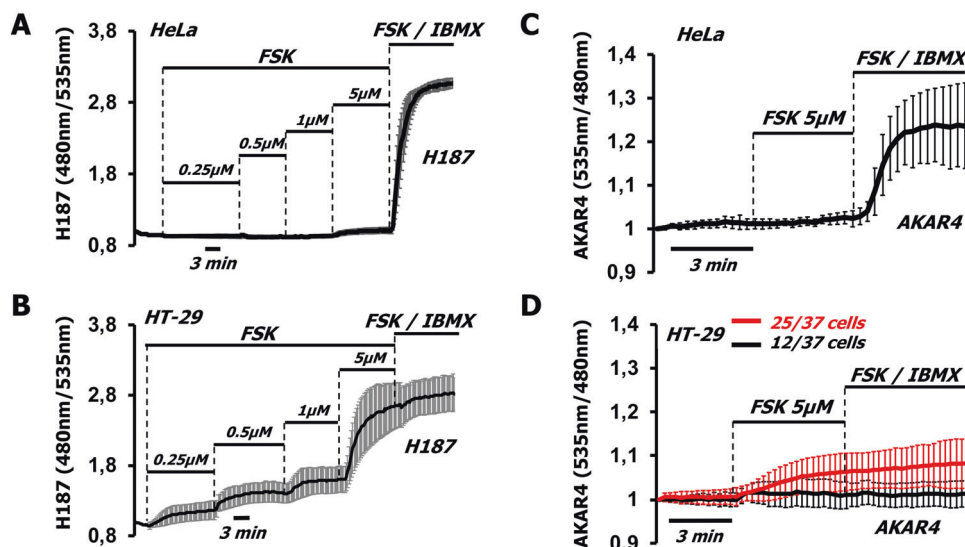 A
HeLa
3,8
2,8
1,8
0,8
H187 (480nm/535nm)
FSK
FSK / IBMX
0.25µM
0.5µM
1µM
5µM
H187
3 min
B
HT-29
3,8
2,8
1,8
0,8
H187 (480nm/535nm)
FSK
FSK / IBMX
0.25µM
0.5µM
1µM
5µM
H187
3 min
C
HeLa
1,4
1,3
1,2
1,1
1
0,9
AKAR4 (535nm/480nm)
FSK / IBMX
FSK 5µM
AKAR4
3 min
D
HT-29
1,4
1,3
1,2
1,1
1
0,9
AKAR4 (535nm/480nm)
25/37 cells
12/37 cells
FSK / IBMX
FSK 5µM
AKAR4
3 min